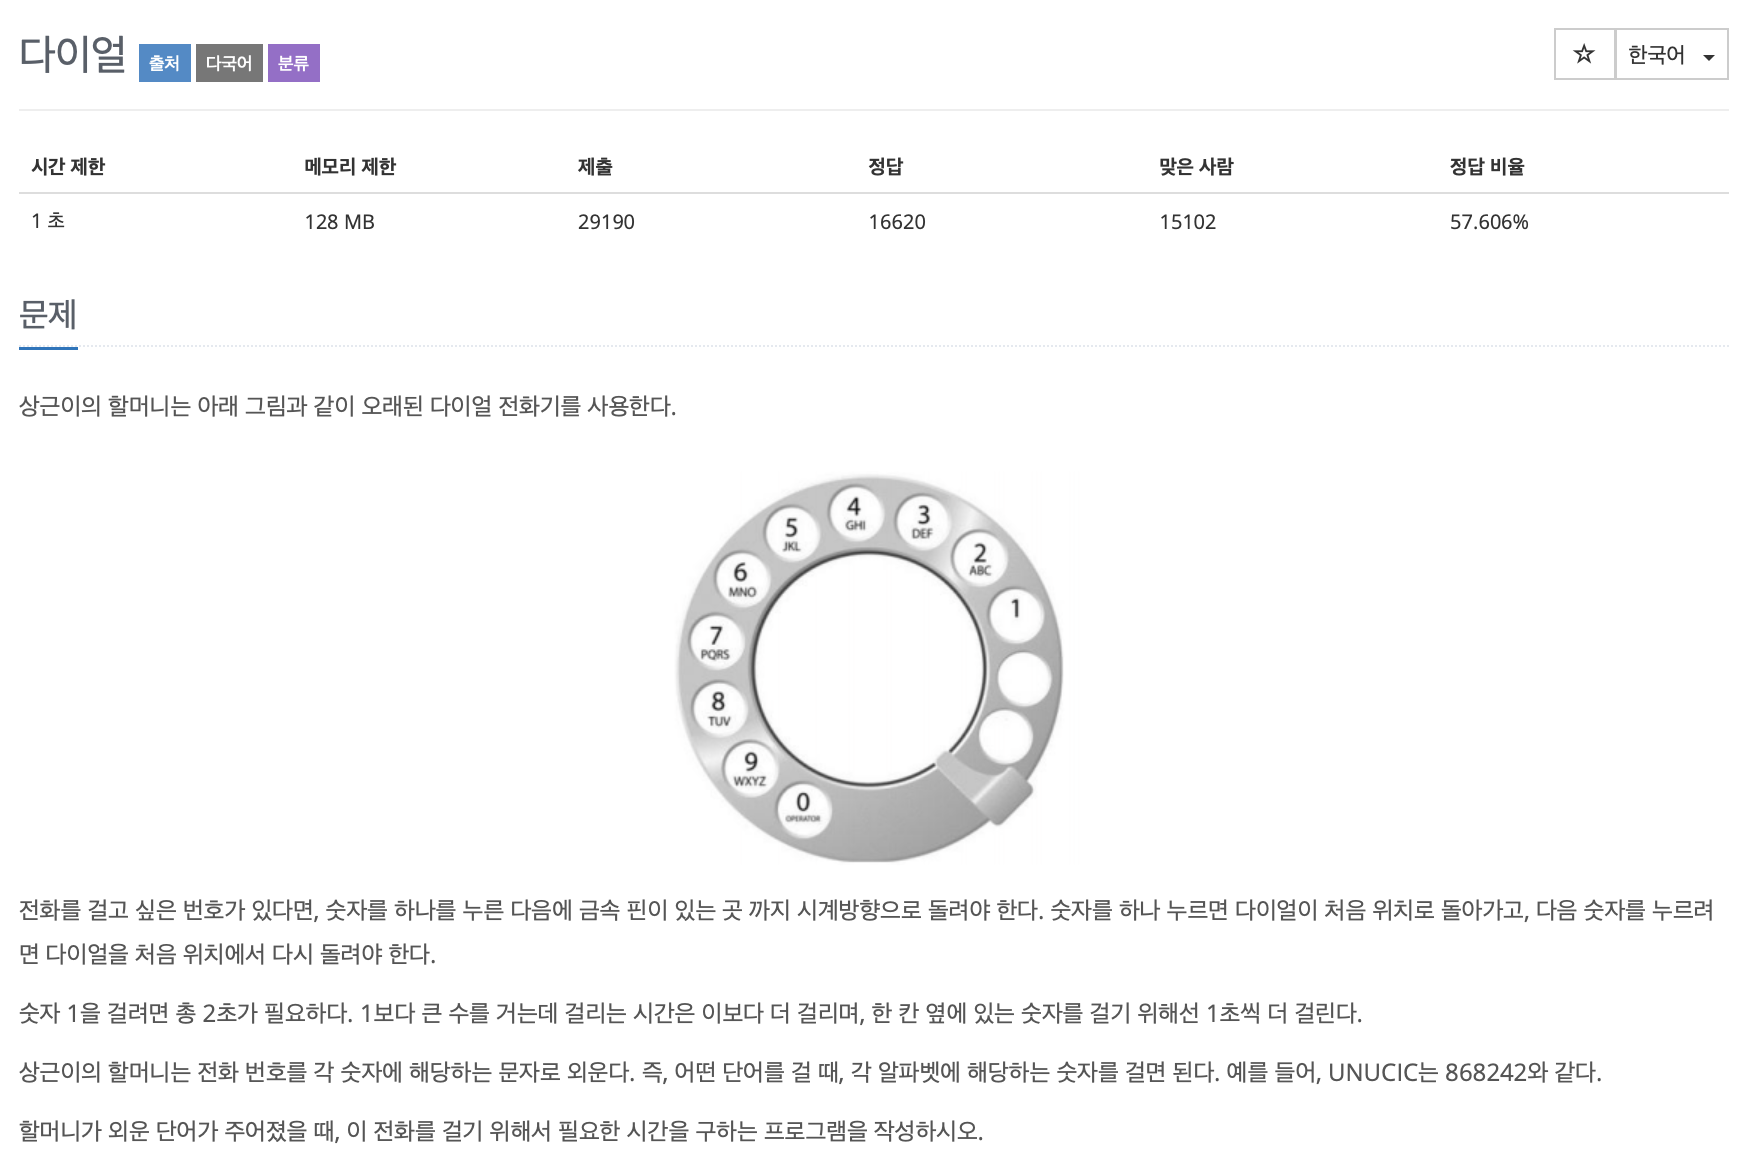 다이얼 출처 다국어 분류
☆ 한국어
시간 제한 메모리 제한 제출 정답 맞은 사람 정답 비율
1 초 128 MB 29190 16620 15102 57.606%
문제
상근이의 할머니는 아래 그림과 같이 오래된 다이얼 전화기를 사용한다.
4 GHI
3 DEF
5 JKL
2 ABC
6 MNO
1
7 PQRS
8 TUV
9 WXYZ
0 OPERATOR
전화를 걸고 싶은 번호가 있다면, 숫자를 하나를 누른 다음에 금속 핀이 있는 곳 까지 시계방향으로 돌려야 한다. 숫자를 하나 누르면 다이얼이 처음 위치로 돌아가고, 다음 숫자를 누르려
면 다이얼을 처음 위치에서 다시 돌려야 한다.
숫자 1을 걸려면 총 2초가 필요하다. 1보다 큰 수를 거는데 걸리는 시간은 이보다 더 걸리며, 한 칸 옆에 있는 숫자를 걸기 위해선 1초씩 더 걸린다.
상근이의 할머니는 전화 번호를 각 숫자에 해당하는 문자로 외운다. 즉, 어떤 단어를 걸 때, 각 알파벳에 해당하는 숫자를 걸면 된다. 예를 들어, UNUCIC는 868242와 같다.
할머니가 외운 단어가 주어졌을 때, 이 전화를 걸기 위해서 필요한 시간을 구하는 프로그램을 작성하시오.